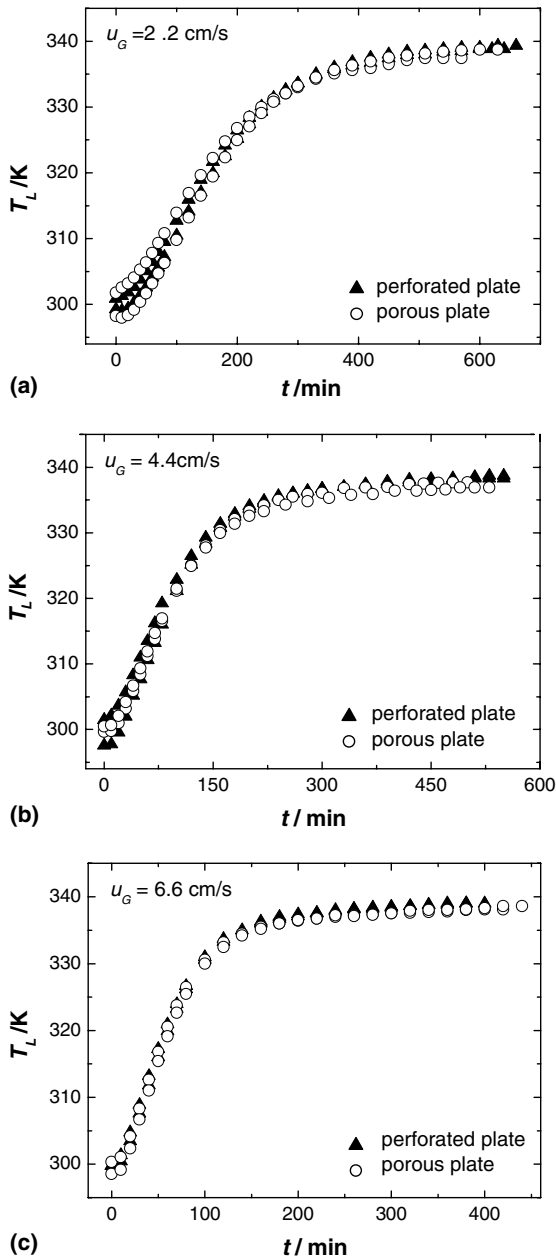 340
u_G =2 .2 cm/s
330
T_L /K
320
310
▲ perforated plate
300
○ porous plate
0 200 400 600
(a)
t /min
340
u_G = 4.4cm/s
330
T_L /K
320
310
▲ perforated plate
300
○ porous plate
0 150 300 450 600
(b)
t / min
340
u_G = 6.6 cm/s
330
T_L /K
320
310
▲ perforated plate
300
○ porous plate
0 100 200 300 400
(c)
t / min